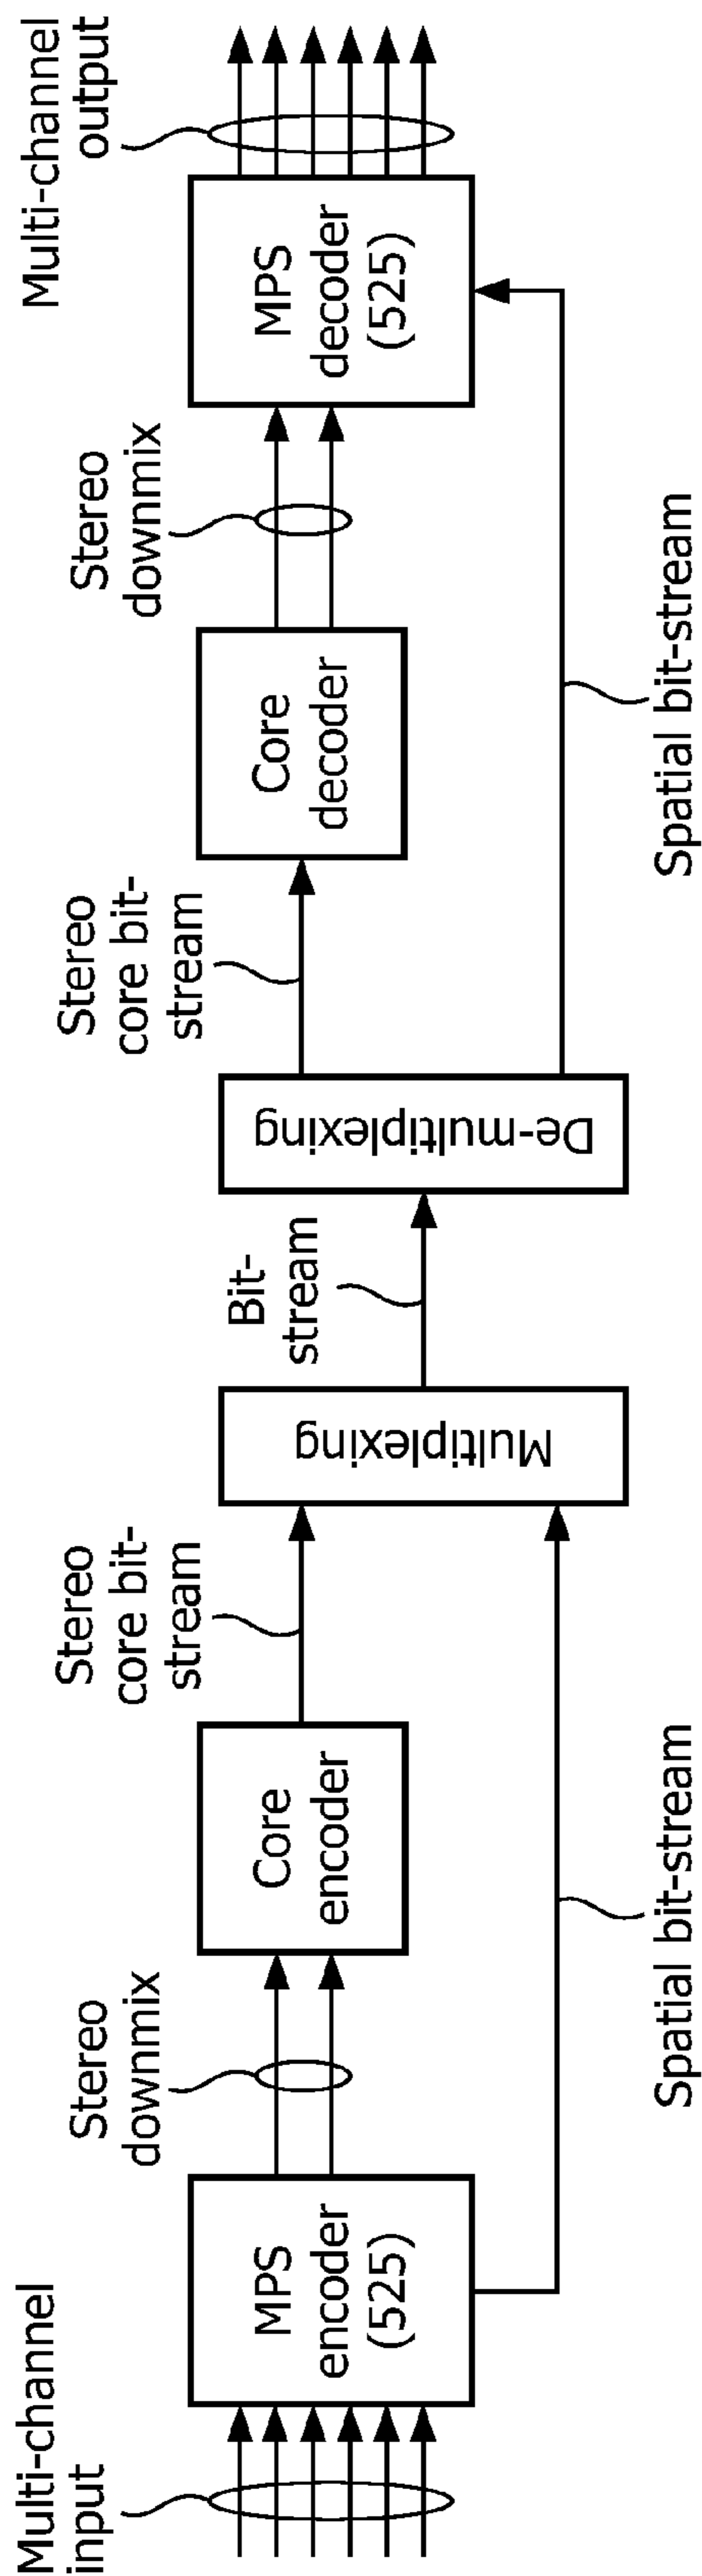 Multi-channel
input
MPS
encoder
(525)
Stereo
downmix
Core
encoder
Stereo
core bit-
stream
Spatial bit-stream
Multiplexing
Bit-
stream
De-multiplexing
Stereo
core bit-
stream
Core
decoder
Stereo
downmix
Spatial bit-stream
MPS
decoder
(525)
Multi-channel
output